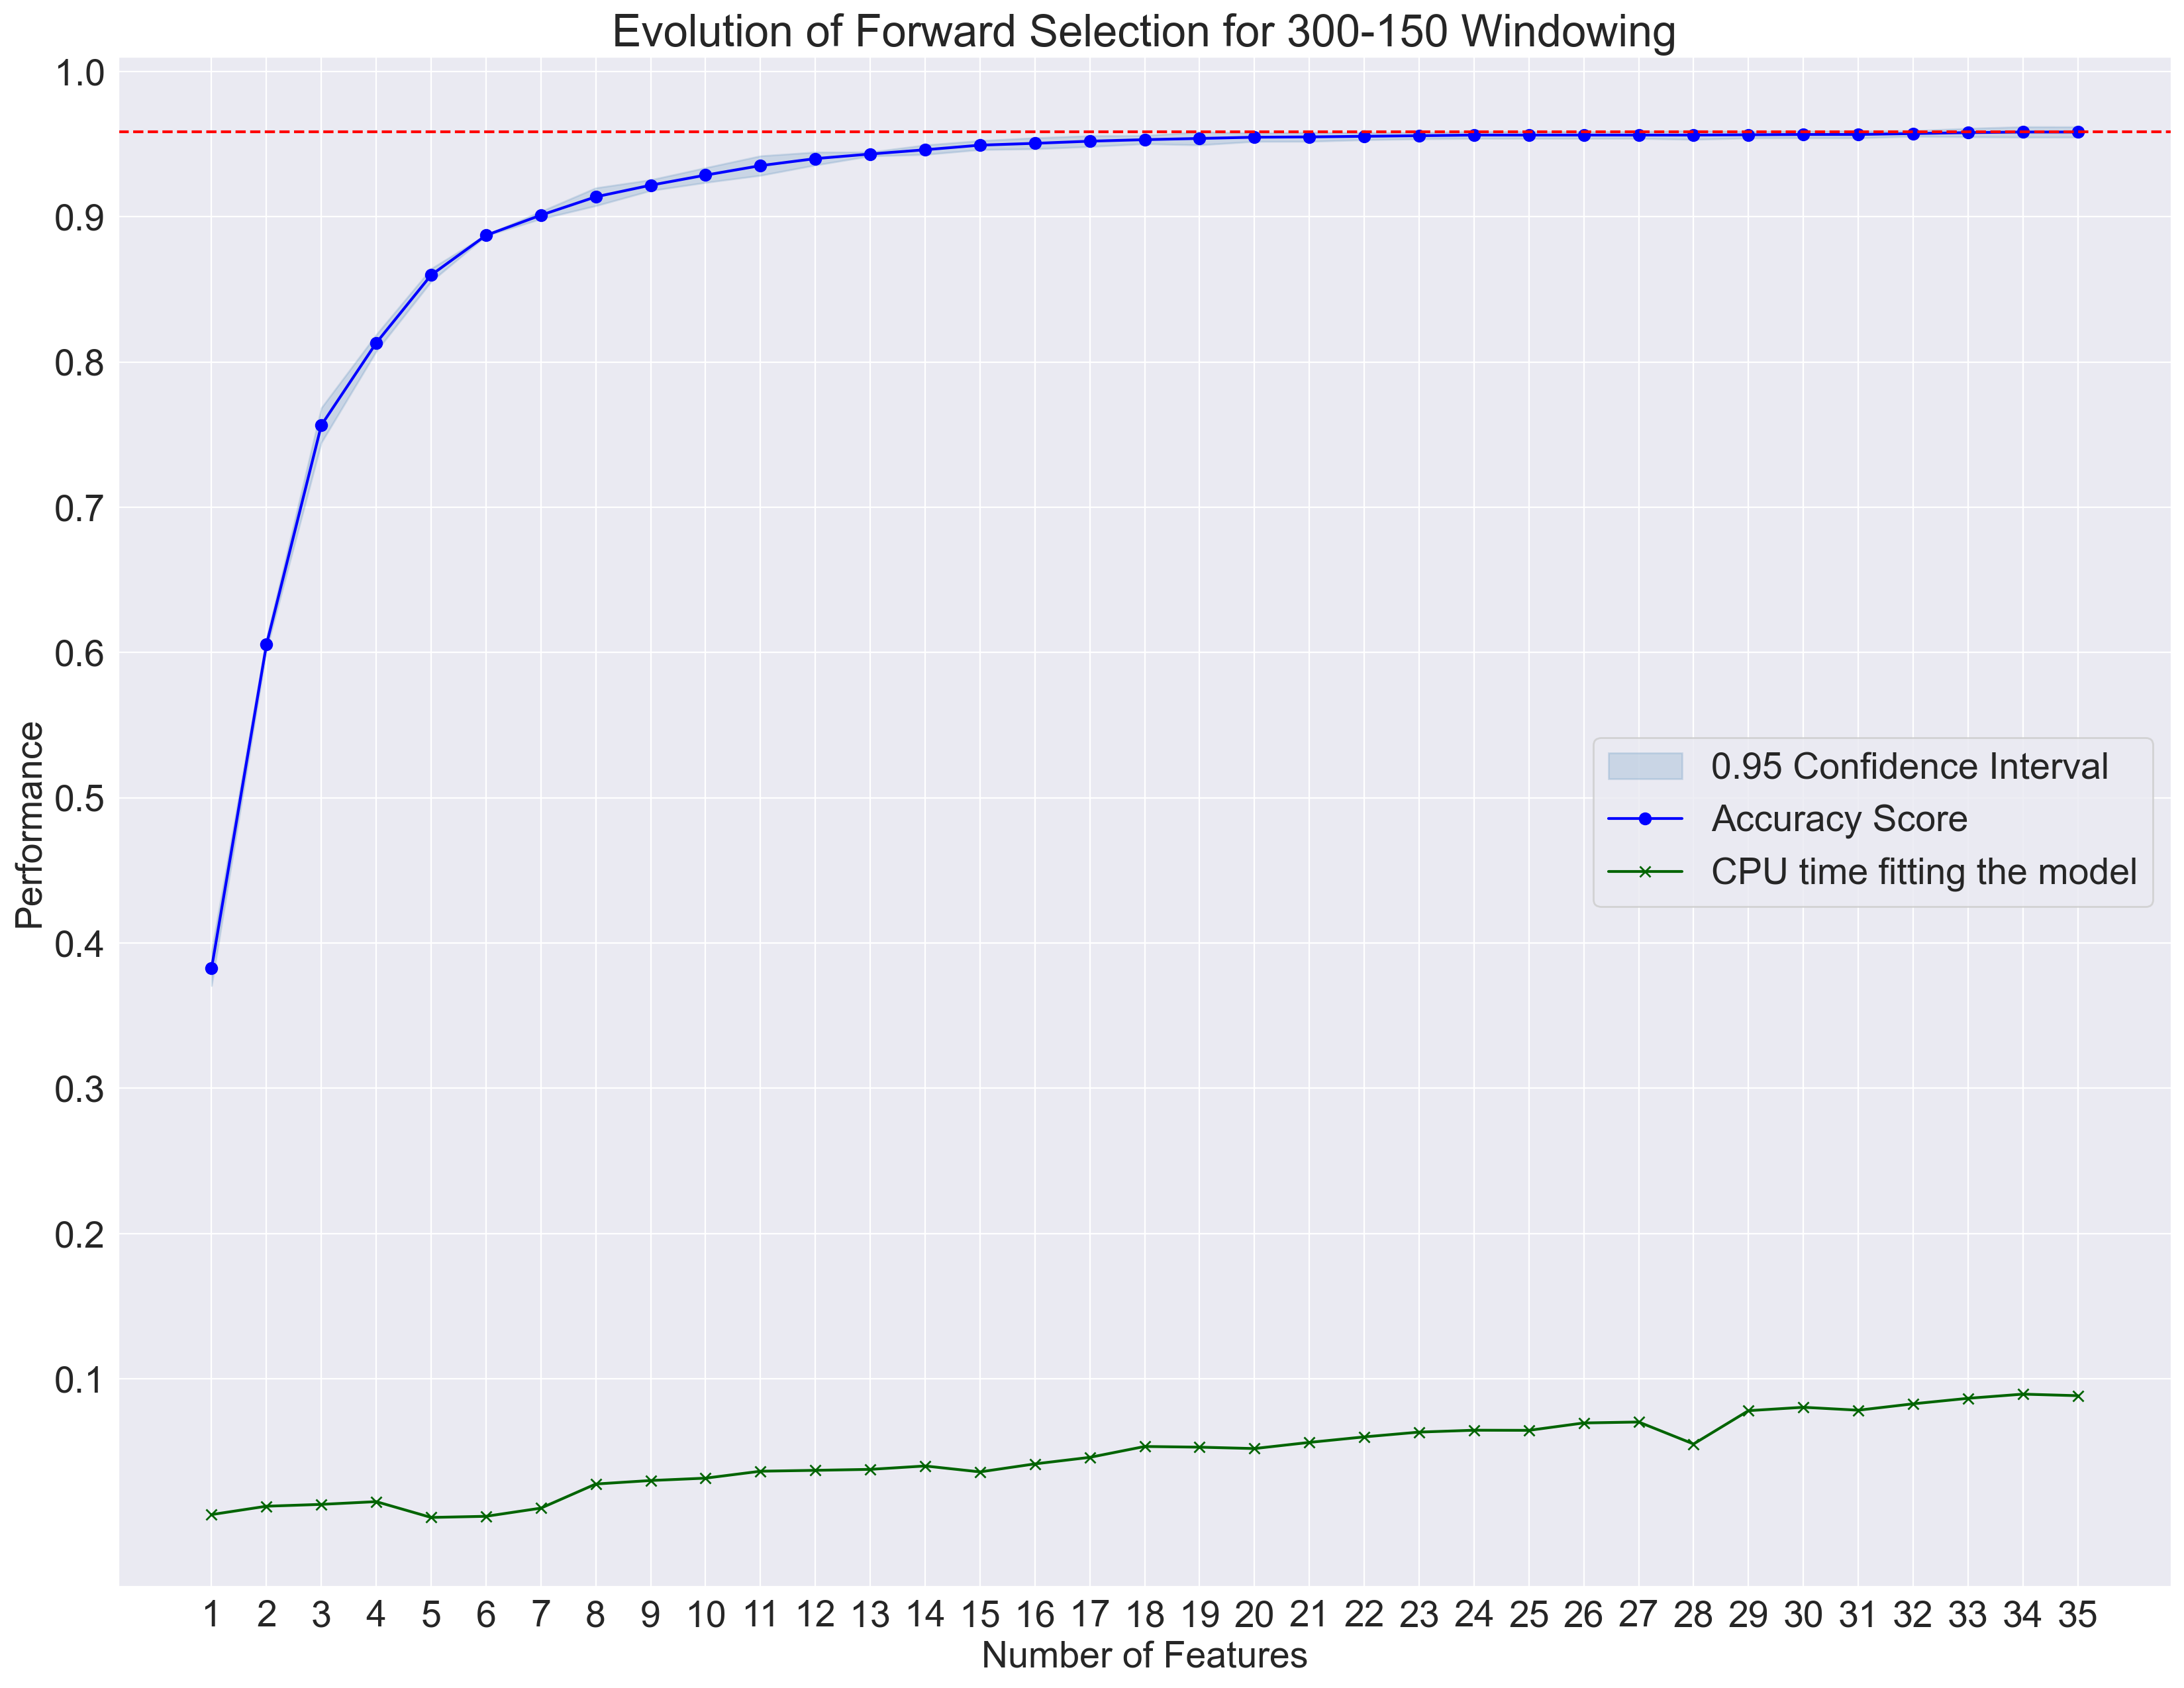 Evolution of Forward Selection for 300-150 Windowing
1.0
0.9
0.8
0.7
0.6
0.5
0.4
0.3
0.2
0.1
Performance
0.95 Confidence Interval
Accuracy Score
CPU time fitting the model
1 2 3 4 5 6 7 8 9 10 11 12 13 14 15 16 17 18 19 20 21 22 23 24 25 26 27 28 29 30 31 32 33 34 35
Number of Features